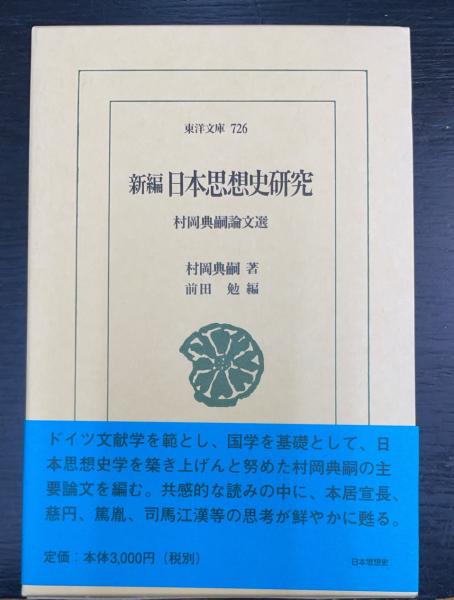 東洋文庫 726
新編 日本思想史研究
村岡典嗣論文選
村岡典嗣 著
前田 勉 編
ドイツ文献学を範とし、国学を基礎として、日
本思想史学を築き上げんと努めた村岡典嗣の主
要論文を編む。共感的な読みの中に、本居宣長、
慈円、篤胤、司馬江漢等の思考が鮮やかに甦る。
定価：本体3,000円（税別）
日本思想史